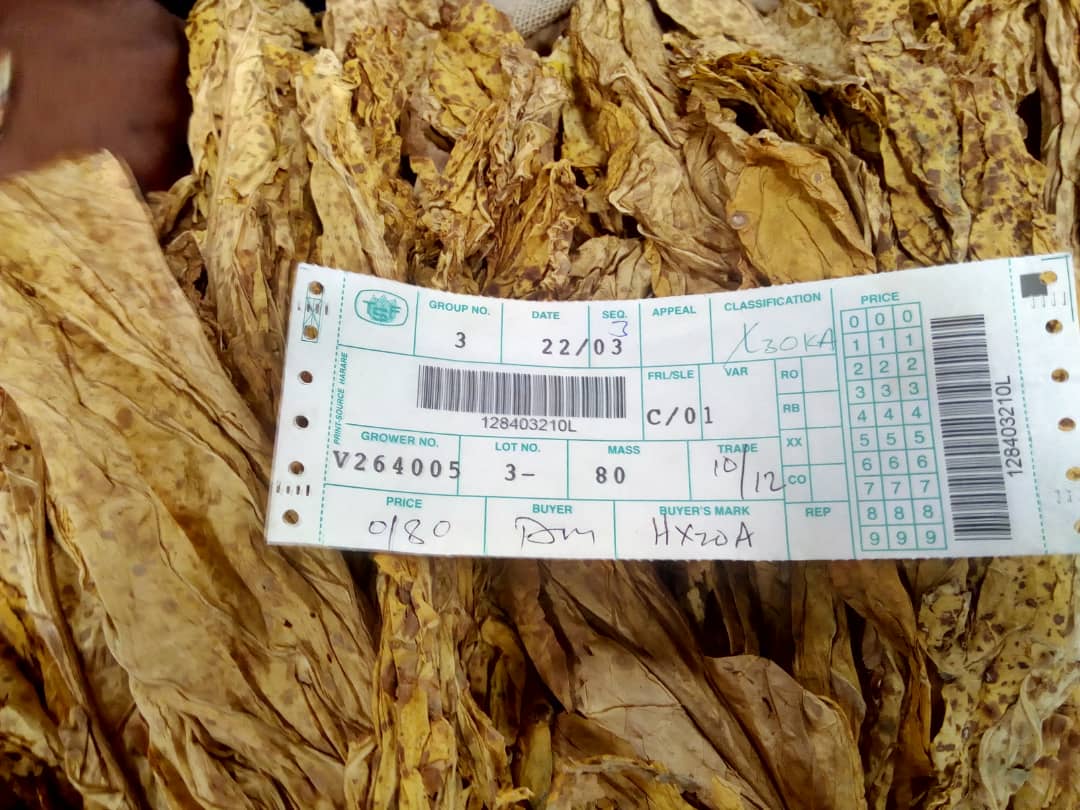 TSF
GROUP NO. DATE SEQ. APPEAL CLASSIFICATION PRICE
3 22/03 3 X30KA
128403210L
FRL/SLE VAR RO
C/01 RB
PRINT-SOURCE HARARE
GROWER NO. LOT NO. MASS TRADE XX
V264005 3- 80 10/12 CO
PRICE BUYER BUYER'S MARK REP
0/80 HX20A
0 0 0
1 1 1
2 2 2
3 3 3
4 4 4
5 5 5
6 6 6
7 7 7
8 8 8
9 9 9
128403210L